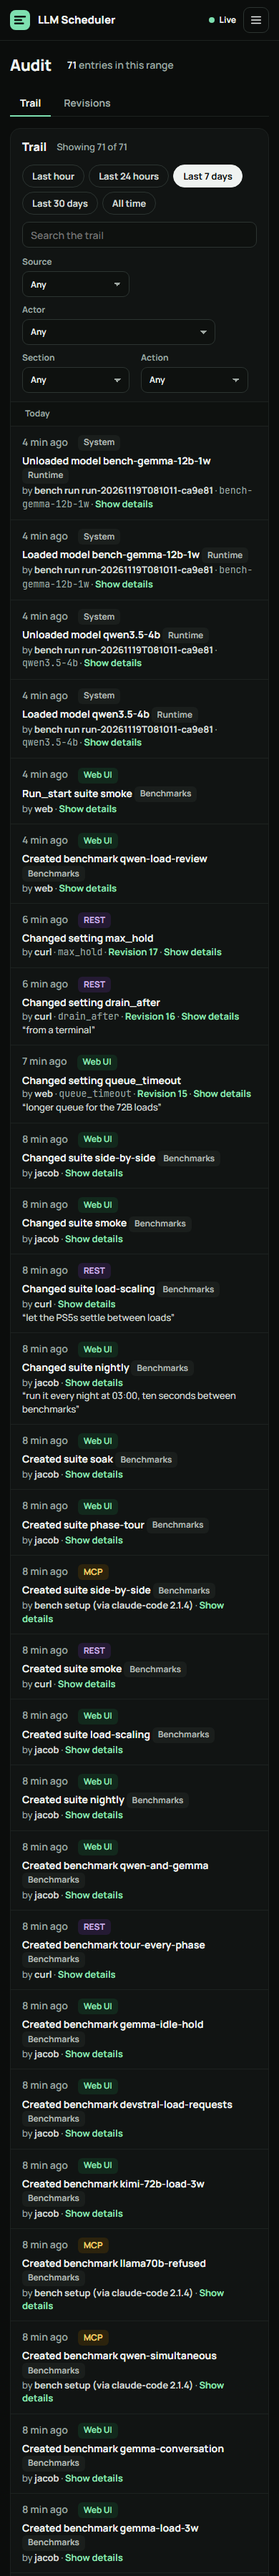 LLM Scheduler
Live
Audit
71 entries in this range
Trail
Revisions
Trail
Showing 71 of 71
Last hour
Last 24 hours
Last 7 days
Last 30 days
All time
Search the trail
Source
Any
Actor
Any
Section
Action
Any
Any
Today
4 min ago System
Unloaded model bench-gemma-12b-1w
Runtime
by bench run run-20261119T081011-ca9e81 · bench-
gemma-12b-1w · Show details
4 min ago System
Loaded model bench-gemma-12b-1w Runtime
by bench run run-20261119T081011-ca9e81 · bench-
gemma-12b-1w · Show details
4 min ago System
Unloaded model qwen3.5-4b Runtime
by bench run run-20261119T081011-ca9e81 ·
qwen3.5-4b · Show details
4 min ago System
Loaded model qwen3.5-4b Runtime
by bench run run-20261119T081011-ca9e81 ·
qwen3.5-4b · Show details
4 min ago Web UI
Run_start suite smoke Benchmarks
by web · Show details
4 min ago Web UI
Created benchmark qwen-load-review
Benchmarks
by web · Show details
6 min ago REST
Changed setting max_hold
by curl · max_hold · Revision 17 · Show details
6 min ago REST
Changed setting drain_after
by curl · drain_after · Revision 16 · Show details
“from a terminal”
7 min ago Web UI
Changed setting queue_timeout
by web · queue_timeout · Revision 15 · Show details
“longer queue for the 72B loads”
8 min ago Web UI
Changed suite side-by-side Benchmarks
by jacob · Show details
8 min ago Web UI
Changed suite smoke Benchmarks
by jacob · Show details
8 min ago REST
Changed suite load-scaling Benchmarks
by curl · Show details
“let the PS5s settle between loads”
8 min ago Web UI
Changed suite nightly Benchmarks
by jacob · Show details
“run it every night at 03:00, ten seconds between
benchmarks”
8 min ago Web UI
Created suite soak Benchmarks
by jacob · Show details
8 min ago Web UI
Created suite phase-tour Benchmarks
by jacob · Show details
8 min ago MCP
Created suite side-by-side Benchmarks
by bench setup (via claude-code 2.1.4) · Show
details
8 min ago REST
Created suite smoke Benchmarks
by curl · Show details
8 min ago Web UI
Created suite load-scaling Benchmarks
by jacob · Show details
8 min ago Web UI
Created suite nightly Benchmarks
by jacob · Show details
8 min ago Web UI
Created benchmark qwen-and-gemma
Benchmarks
by jacob · Show details
8 min ago REST
Created benchmark tour-every-phase
Benchmarks
by curl · Show details
8 min ago Web UI
Created benchmark gemma-idle-hold
Benchmarks
by jacob · Show details
8 min ago Web UI
Created benchmark devstral-load-requests
Benchmarks
by jacob · Show details
8 min ago Web UI
Created benchmark kimi-72b-load-3w
Benchmarks
by jacob · Show details
8 min ago MCP
Created benchmark llama70b-refused
Benchmarks
by bench setup (via claude-code 2.1.4) · Show
details
8 min ago MCP
Created benchmark qwen-simultaneous
Benchmarks
by bench setup (via claude-code 2.1.4) · Show
details
8 min ago Web UI
Created benchmark gemma-conversation
Benchmarks
by jacob · Show details
8 min ago Web UI
Created benchmark gemma-load-3w
Benchmarks
by jacob · Show details